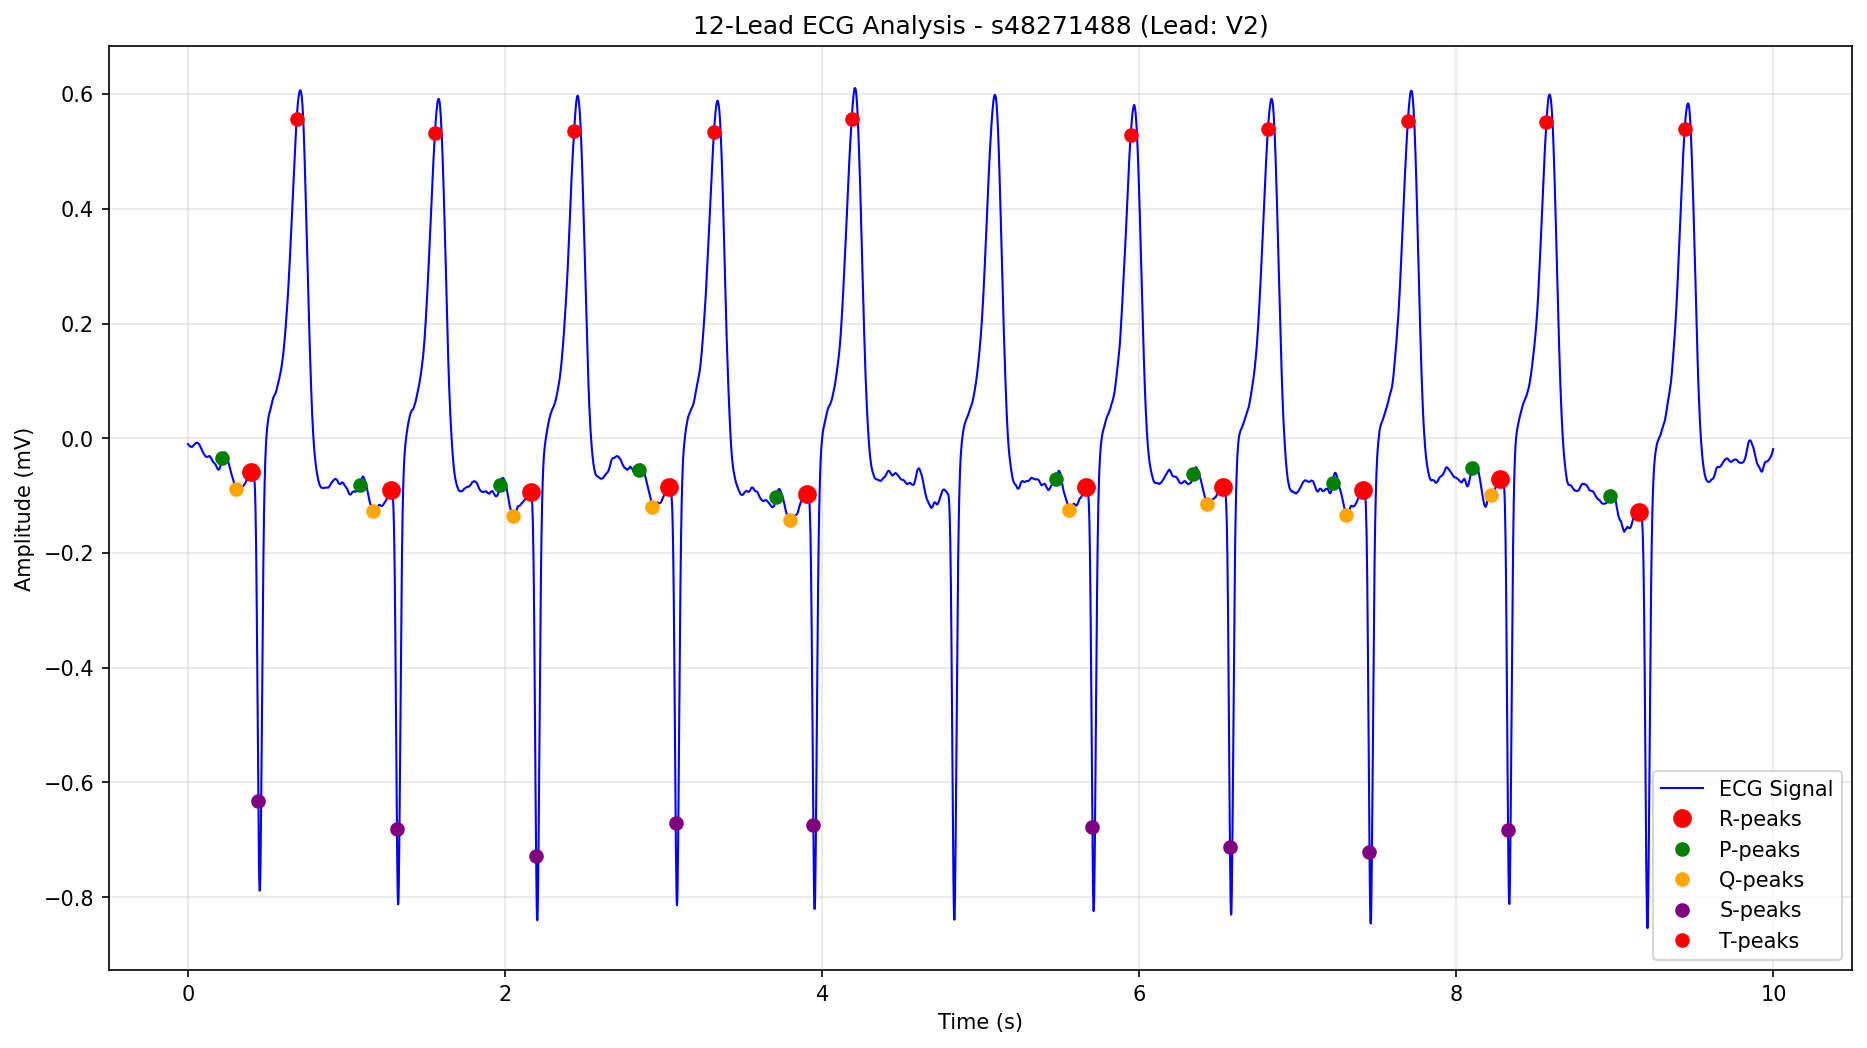 12-Lead ECG Analysis - s48271488 (Lead: V2)
Amplitude (mV)
0.6
0.4
0.2
0.0
−0.2
−0.4
−0.6
−0.8
0 2 4 6 8 10
Time (s)
ECG Signal
R-peaks
P-peaks
Q-peaks
S-peaks
T-peaks